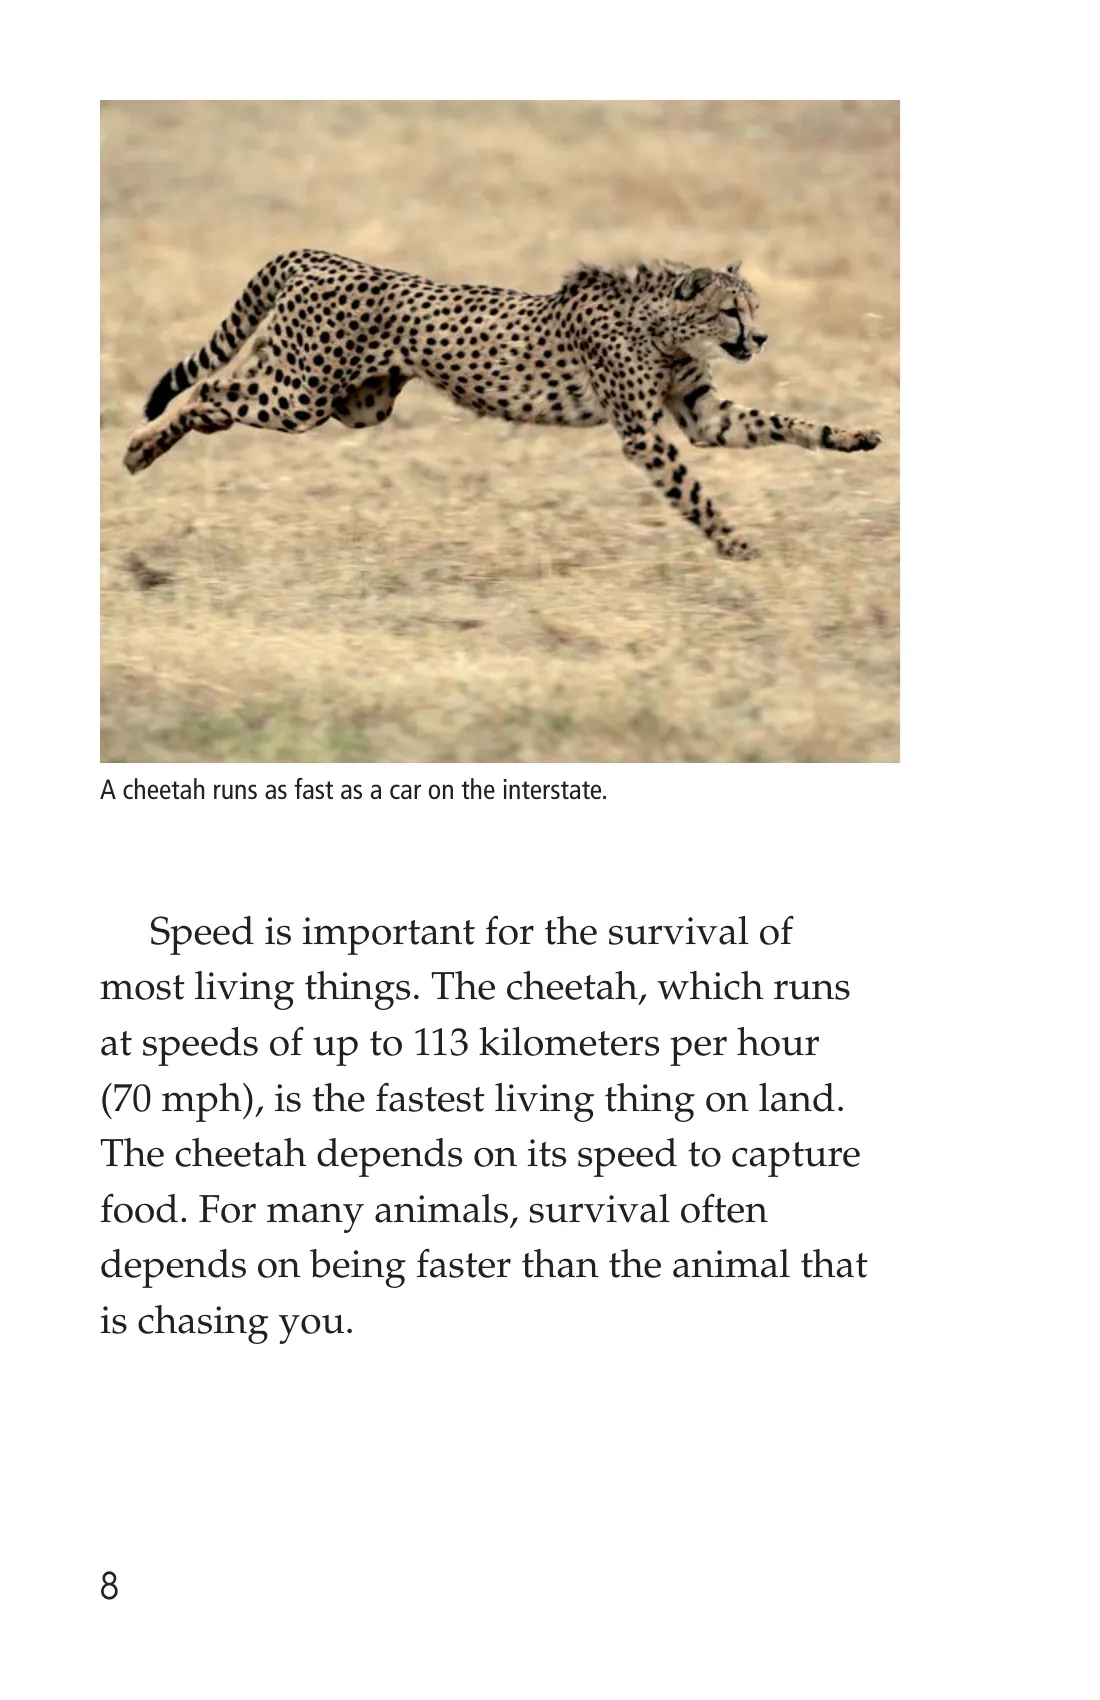 A cheetah runs as fast as a car on the interstate.
Speed is important for the survival of
most living things. The cheetah, which runs
at speeds of up to 113 kilometers per hour
(70 mph), is the fastest living thing on land.
The cheetah depends on its speed to capture
food. For many animals, survival often
depends on being faster than the animal that
is chasing you.
8